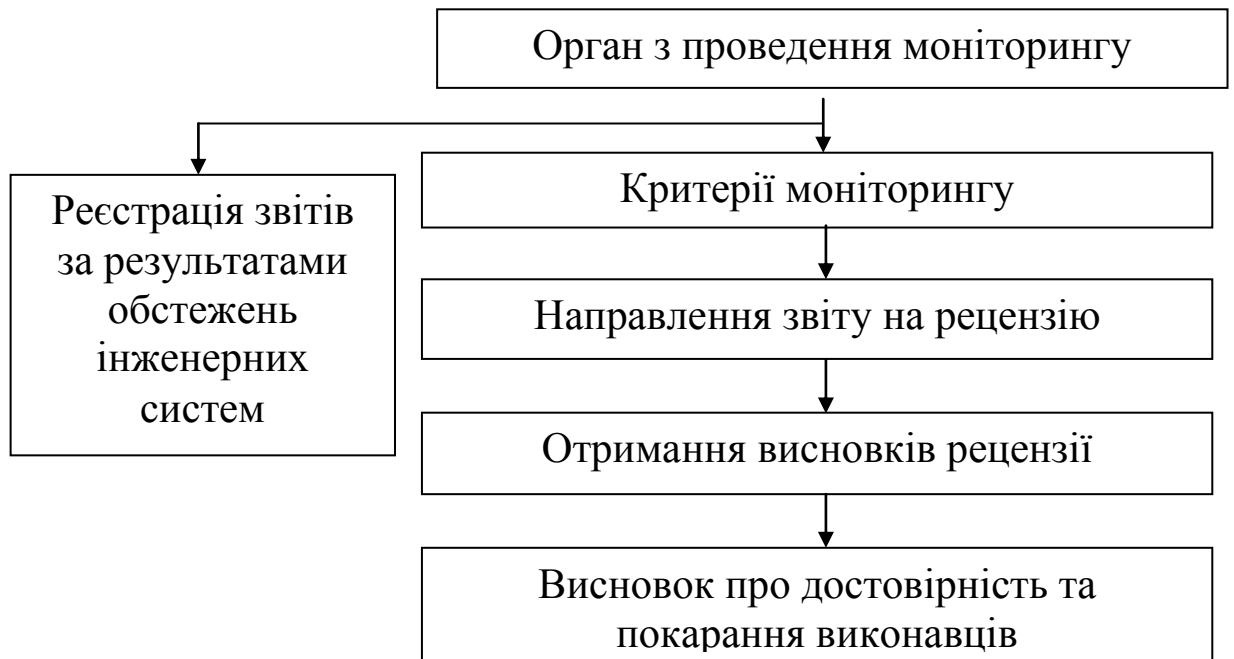 Орган з проведення моніторингу
Реєстрація звітів
за результатами
обстежень
інженерних
систем
Критерії моніторингу
Направлення звіту на рецензію
Отримання висновків рецензії
Висновок про достовірність та
покарання виконавців